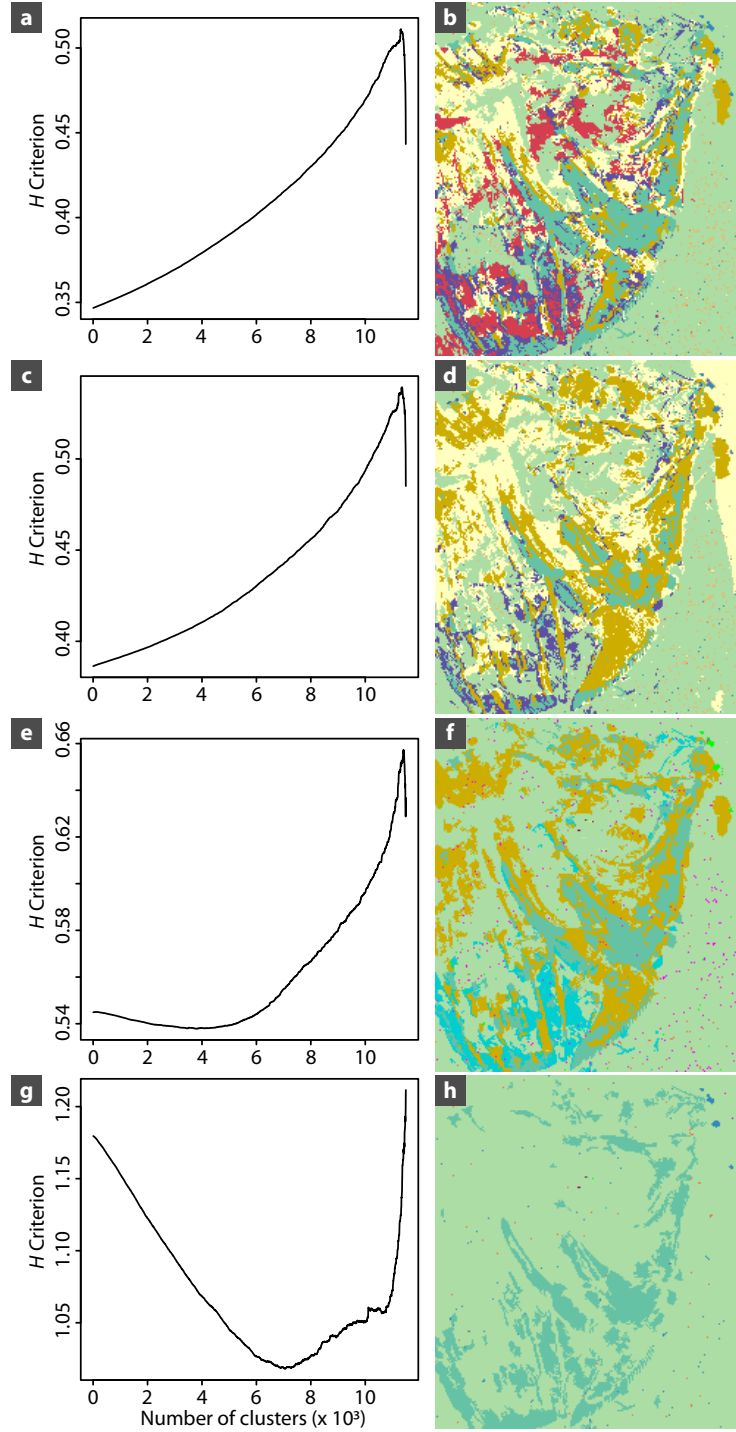 a
b
H Criterion
0.50
0.45
0.40
0.35
0 2 4 6 8 10
c
d
H Criterion
0.50
0.45
0.40
0 2 4 6 8 10
e
f
H Criterion
0.66
0.62
0.58
0.54
0 2 4 6 8 10
g
h
H Criterion
1.20
1.15
1.10
1.05
0 2 4 6 8 10
Number of clusters (x 10³)